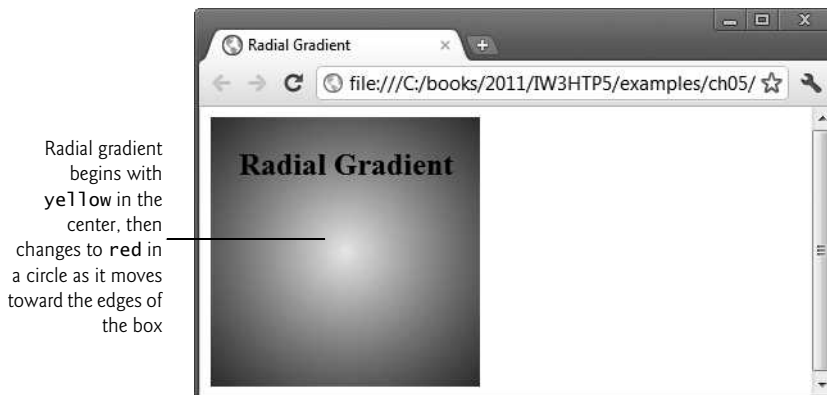 Radial Gradient
file:///C:/books/2011/IW3HTP5/examples/ch05/
Radial Gradient
Radial gradient
begins with
yellow in the
center, then
changes to red in
a circle as it moves
toward the edges of
the box